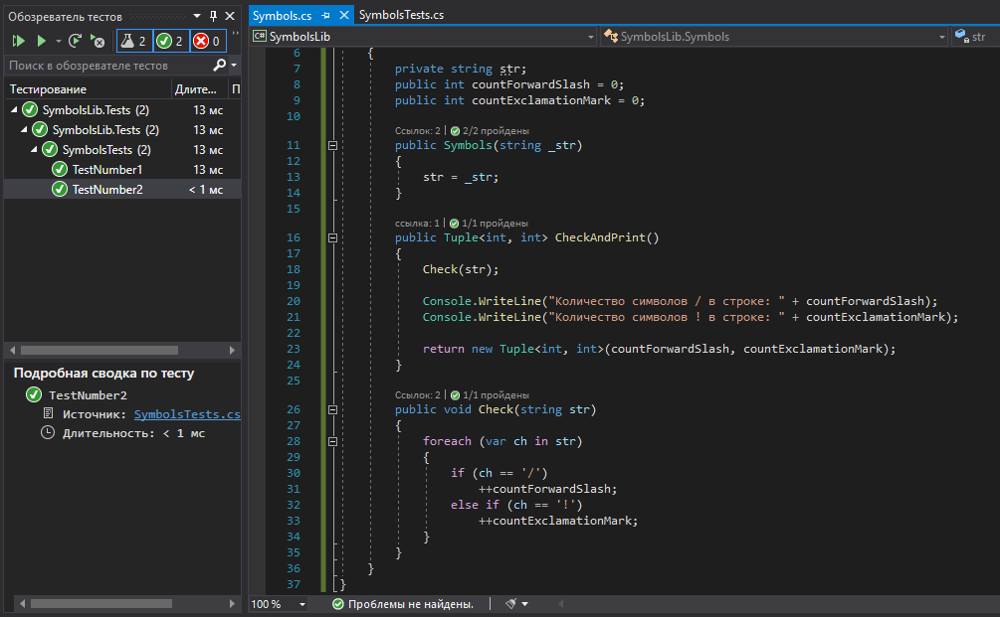 Обозреватель тестов
2
2
0
Поиск в обозревателе тестов
Тестирование Длите... П
SymbolsLib.Tests (2) 13 мс
SymbolsLib.Tests (2) 13 мс
SymbolsTests (2) 13 мс
TestNumber1 13 мс
TestNumber2 < 1 мс
Подробная сводка по тесту
TestNumber2
Источник: SymbolsTests.cs
Длительность: < 1 мс
Symbols.cs SymbolsTests.cs
C# SymbolsLib SymbolsLib.Symbols str
6 {
7 private string str;
8 public int countForwardSlash = 0;
9 public int countExclamationMark = 0;
10
Ссылок: 2 | 2/2 пройдены
11 public Symbols(string _str)
12 {
13 str = _str;
14 }
15
ссылка: 1 | 1/1 пройдены
16 public Tuple<int, int> CheckAndPrint()
17 {
18 Check(str);
19
20 Console.WriteLine("Количество символов / в строке: " + countForwardSlash);
21 Console.WriteLine("Количество символов ! в строке: " + countExclamationMark);
22
23 return new Tuple<int, int>(countForwardSlash, countExclamationMark);
24 }
25
Ссылок: 2 | 1/1 пройдены
26 public void Check(string str)
27 {
28 foreach (var ch in str)
29 {
30 if (ch == '/')
31 ++countForwardSlash;
32 else if (ch == '!')
33 ++countExclamationMark;
34 }
35 }
36 }
37 }
100 % Проблемы не найдены.